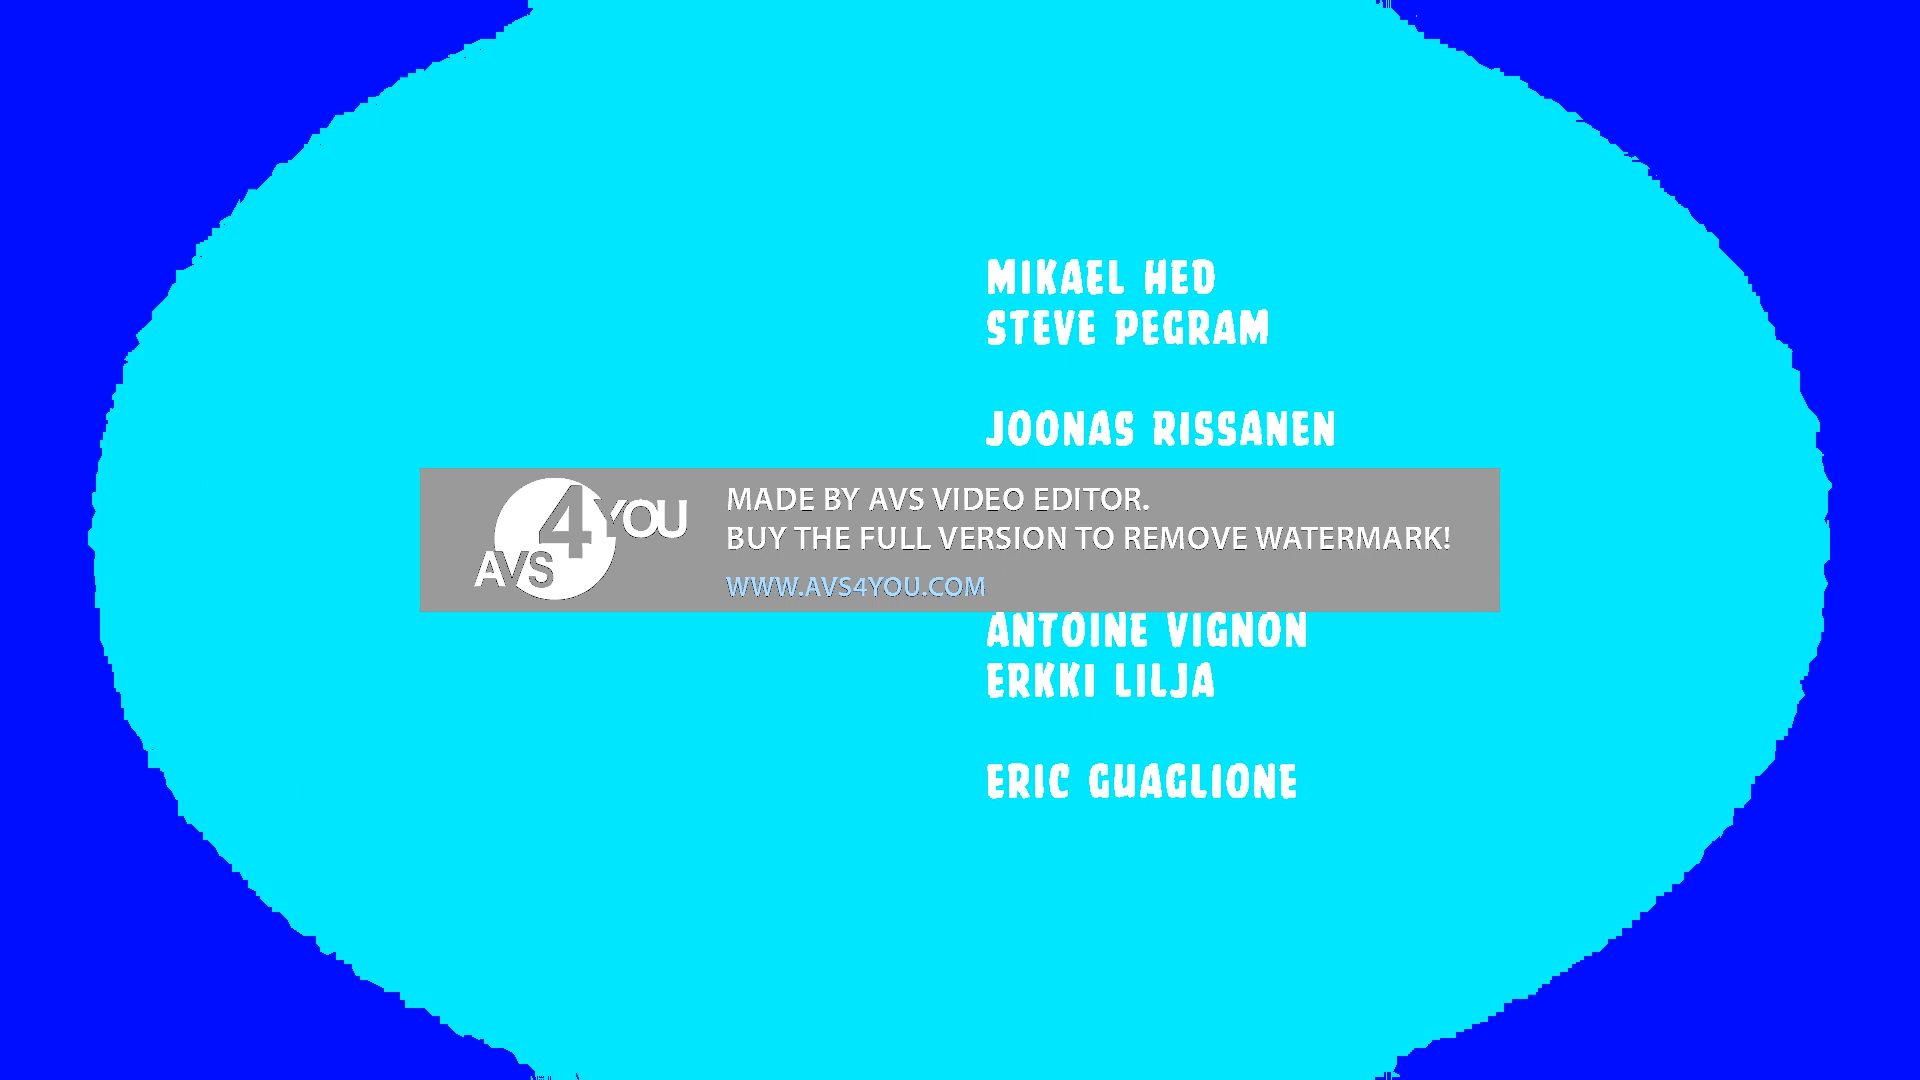 MIKAEL HED
STEVE PEGRAM
JOONAS RISSANEN
AVS4YOU
MADE BY AVS VIDEO EDITOR.
BUY THE FULL VERSION TO REMOVE WATERMARK!
WWW.AVS4YOU.COM
ANTOINE VIGNON
ERKKI LILJA
ERIC GUAGLIONE